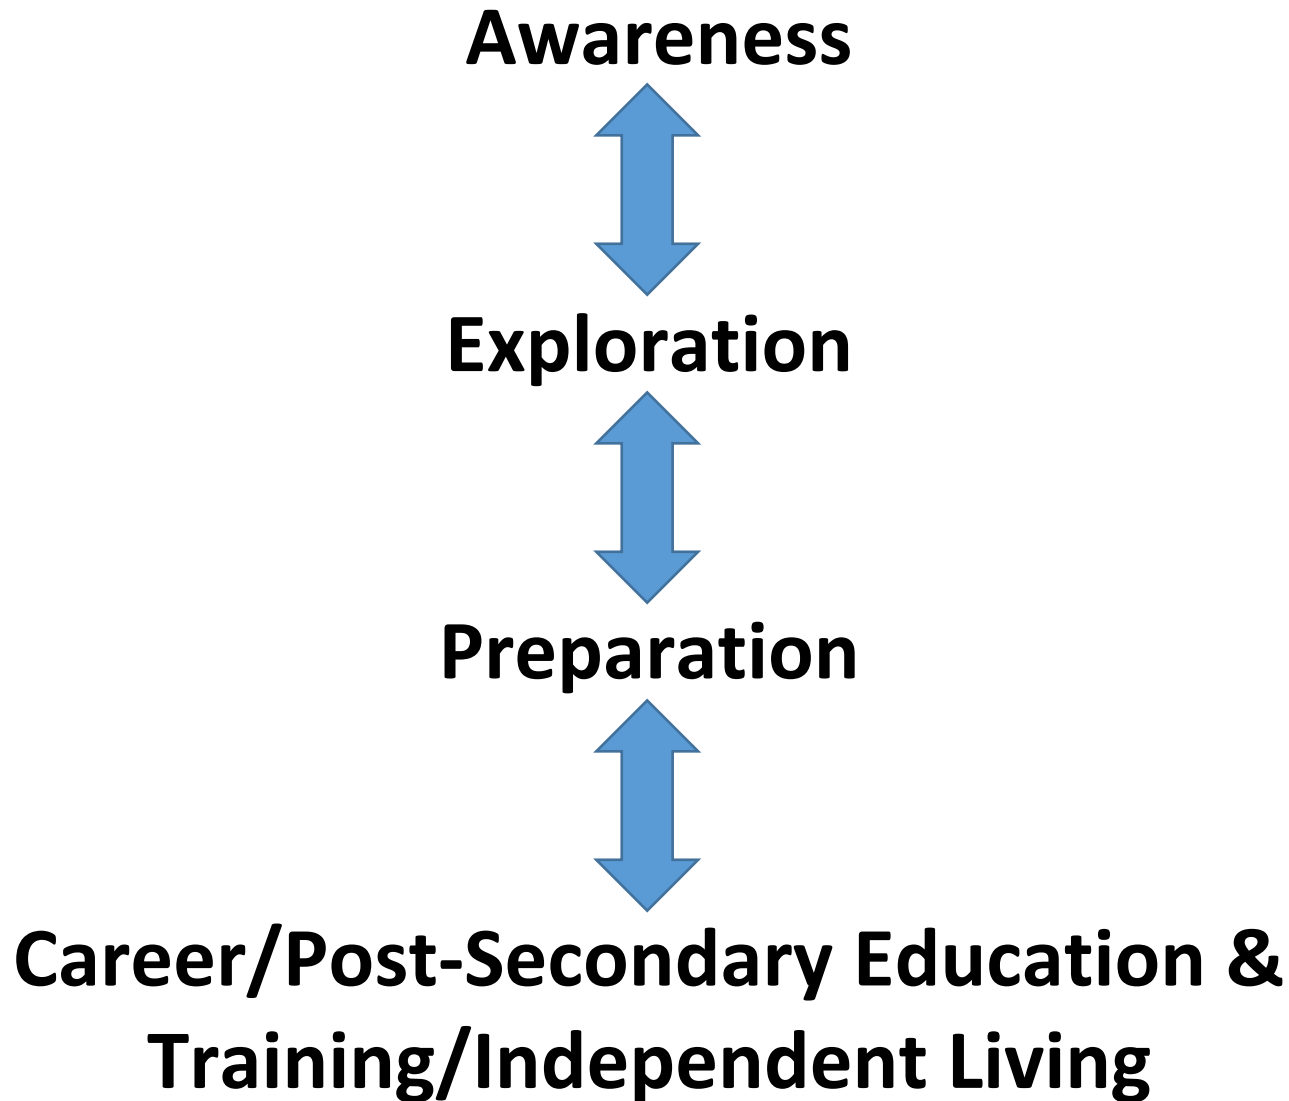 Awareness
Exploration
Preparation
Career/Post-Secondary Education &
Training/Independent Living